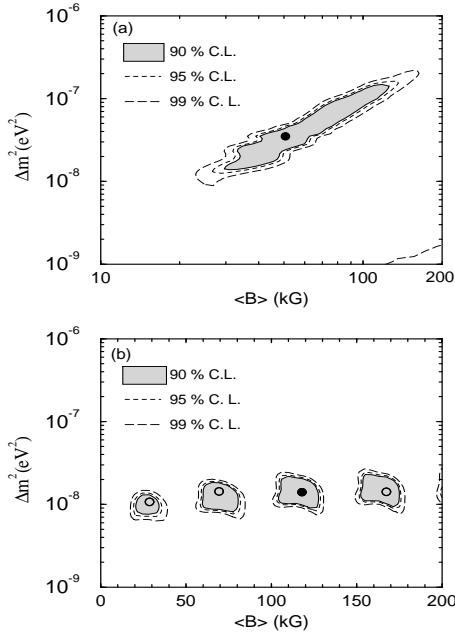 (a)
90 % C.L.
95 % C.L.
99 % C. L.
10⁻⁶
10⁻⁷
10⁻⁸
10⁻⁹
Δm²(eV²)
10
100
200
<B> (kG)
(b)
90 % C.L.
95 % C.L.
99 % C. L.
10⁻⁶
10⁻⁷
10⁻⁸
10⁻⁹
Δm²(eV²)
0
50
100
150
200
<B> (kG)